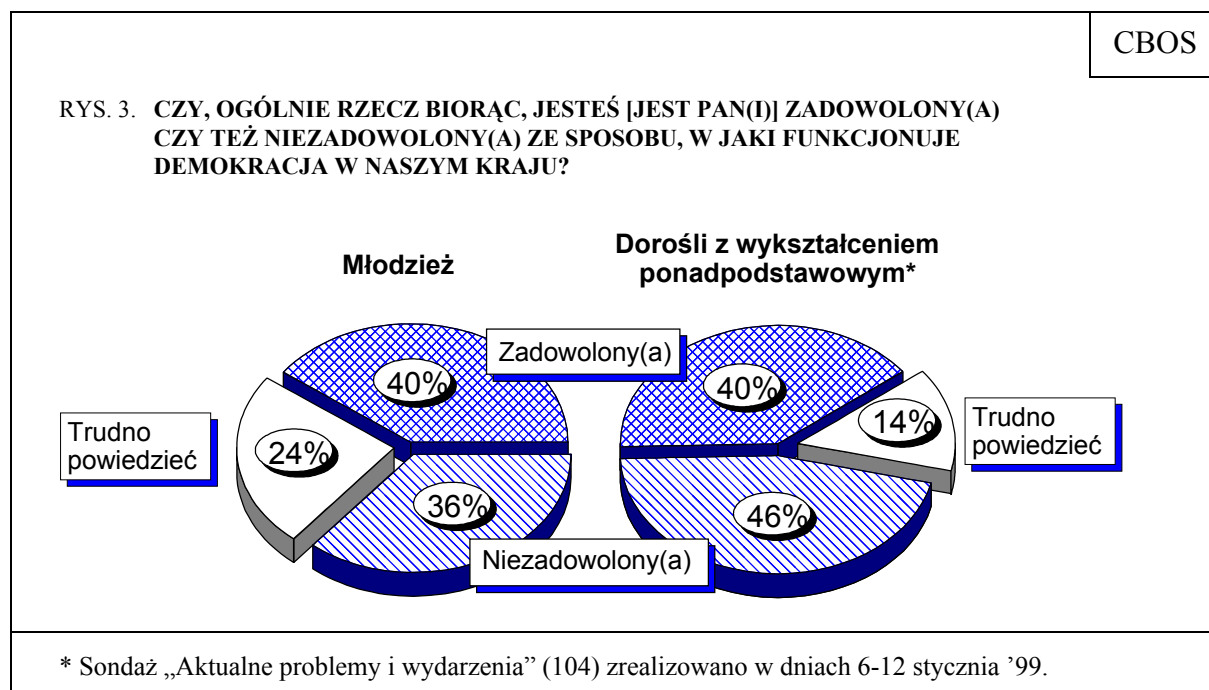 CBOS
RYS. 3. CZY, OGÓLNIE RZECZ BIORĄC, JESTEŚ [JEST PAN(I)] ZADOWOLONY(A)
CZY TEŻ NIEZADOWOLONY(A) ZE SPOSOBU, W JAKI FUNKCJONUJE
DEMOKRACJA W NASZYM KRAJU?
Młodzież
Dorośli z wykształceniem
ponadpodstawowym*
Zadowolony(a)
40%
40%
Trudno
powiedzieć
24%
14%
Trudno
powiedzieć
36%
46%
Niezadowolony(a)
* Sondaż „Aktualne problemy i wydarzenia” (104) zrealizowano w dniach 6-12 stycznia ’99.